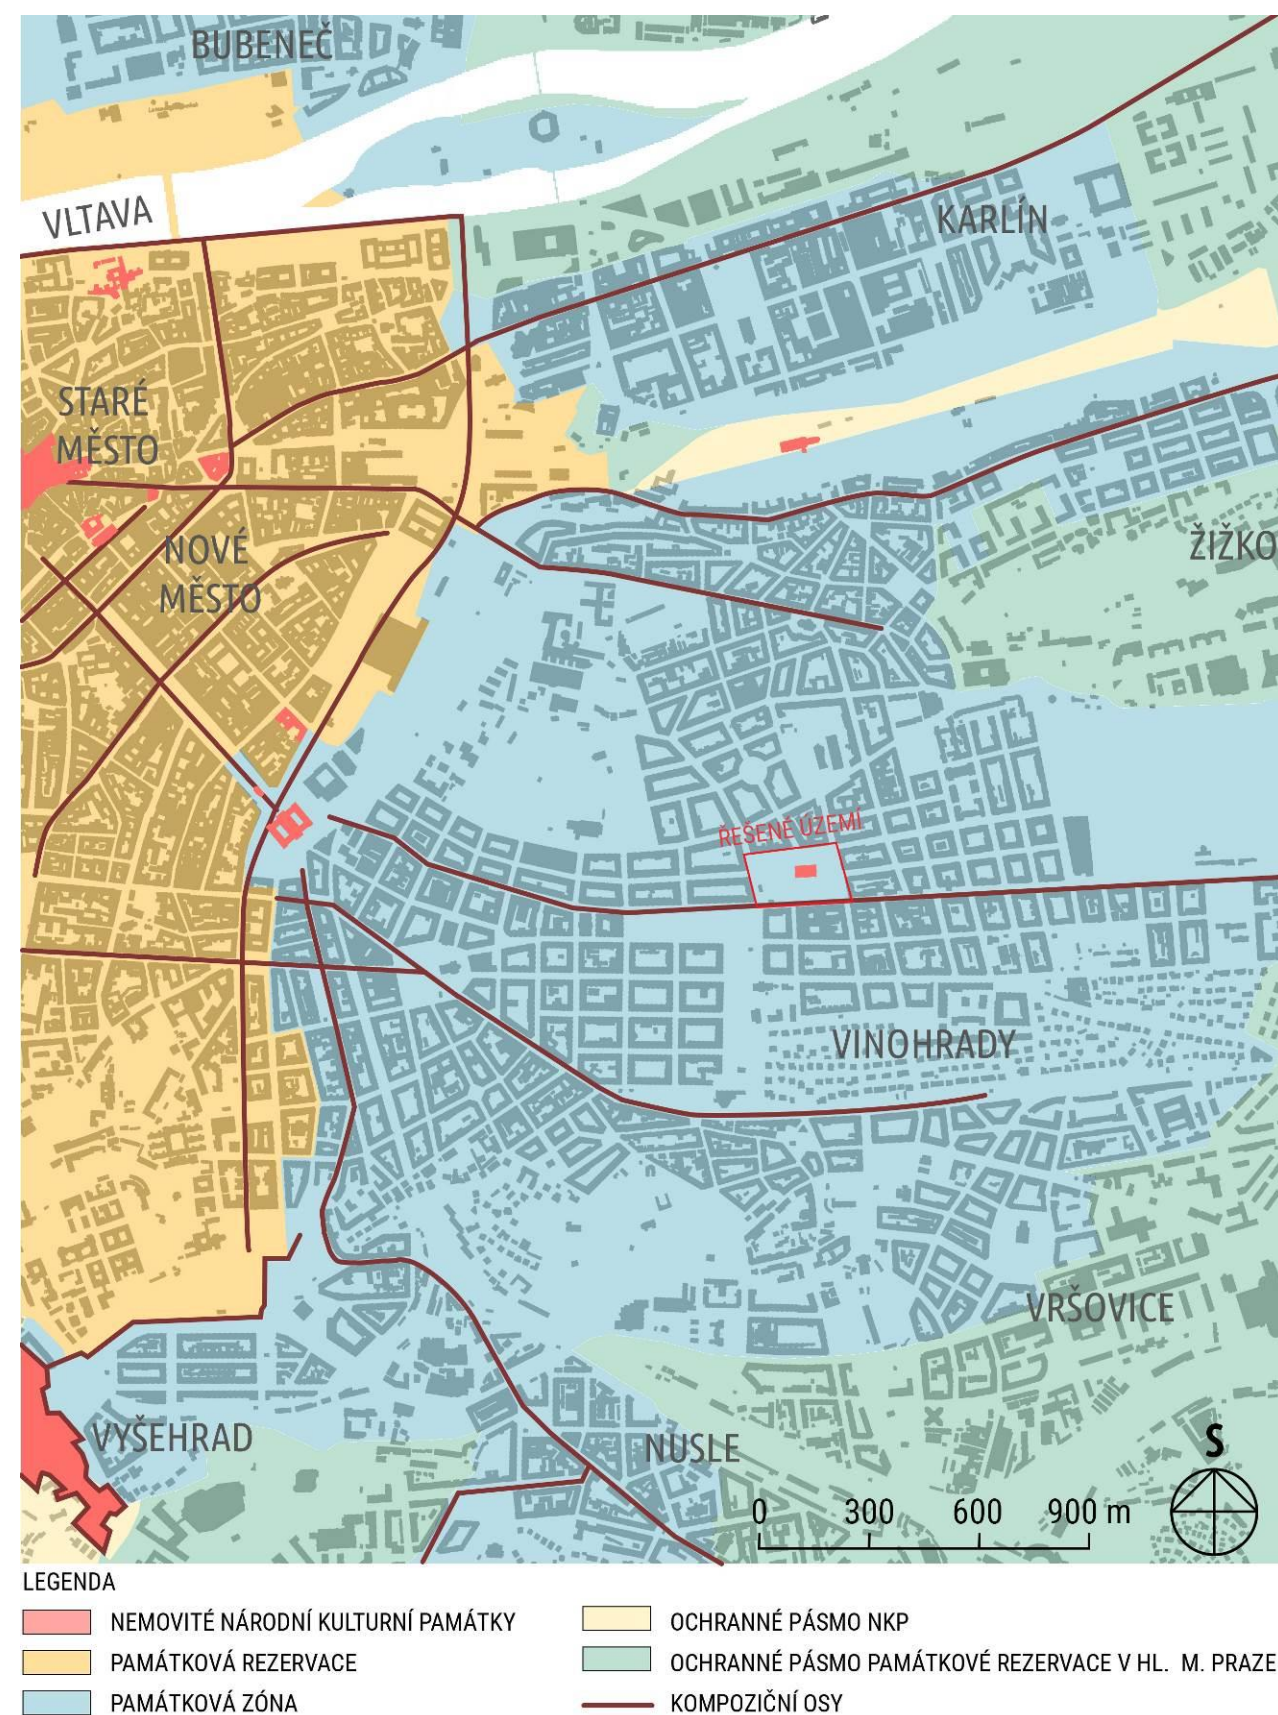 BUBENEČ
VLTAVA
KARLÍN
STARÉ
MĚSTO
NOVÉ
MĚSTO
ŽIŽKO
ŘEŠENÉ ÚZEMÍ
VINOHRADY
VRŠOVICE
VYŠEHRAD
NUSLE
S
0 300 600 900 m
LEGENDA
NEMOVITÉ NÁRODNÍ KULTURNÍ PAMÁTKY
PAMÁTKOVÁ REZERVACE
PAMÁTKOVÁ ZÓNA
OCHRANNÉ PÁSMO NKP
OCHRANNÉ PÁSMO PAMÁTKOVÉ REZERVACE V HL. M. PRAZE
KOMPOZIČNÍ OSY